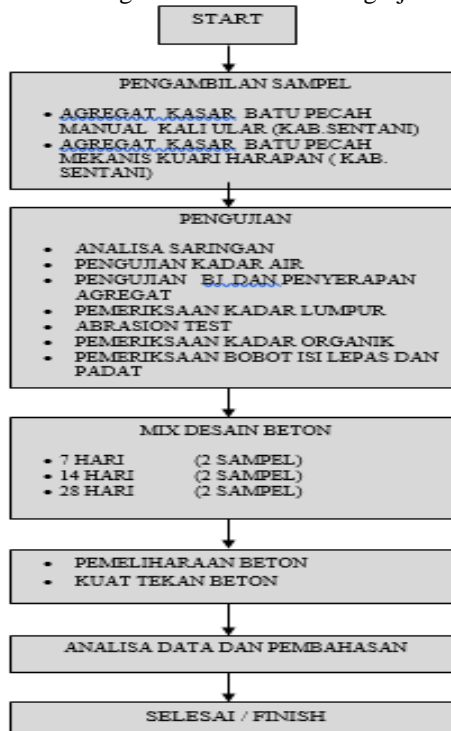 START
PENGAMBILAN SAMPEL
• AGREGAT KASAR BATU PECAH
MANUAL KALI ULAR (KAB.SENTANI)
• AGREGAT KASAR BATU PECAH
MEKANIS KUARI HARAPAN ( KAB.
SENTANI)
PENGUJIAN
• ANALISA SARINGAN
• PENGUJIAN KADAR AIR
• PENGUJIAN BJ DAN PENYERAPAN
AGREGAT
• PEMERIKSAAN KADAR LUMPUR
• ABRASION TEST
• PEMERIKSAAN KADAR ORGANIK
• PEMERIKSAAN BOBOT ISI LEPAS DAN
PADAT
MIX DESAIN BETON
• 7 HARI (2 SAMPEL)
• 14 HARI (2 SAMPEL)
• 28 HARI (2 SAMPEL)
• PEMELIHARAAN BETON
• KUAT TEKAN BETON
ANALISA DATA DAN PEMBAHASAN
SELESAI / FINISH